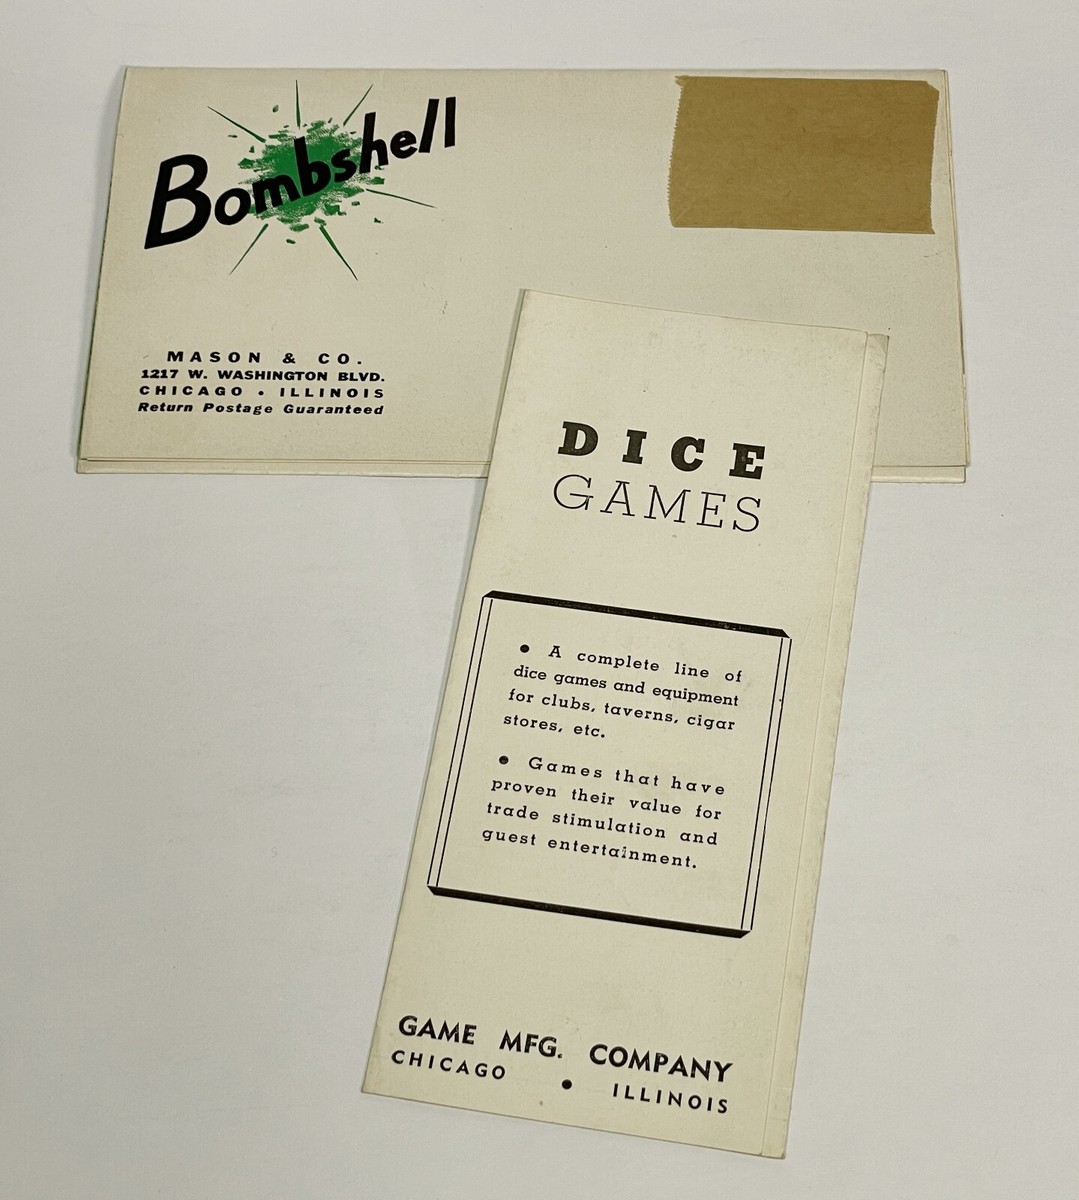 Bombshell
MASON & CO.
1217 W. WASHINGTON BLVD.
CHICAGO • ILLINOIS
Return Postage Guaranteed
DICE
GAMES
• A complete line of
dice games and equipment
for clubs, taverns, cigar
stores, etc.
• Games that have
proven their value for
trade stimulation and
guest entertainment.
GAME MFG. COMPANY
CHICAGO • ILLINOIS